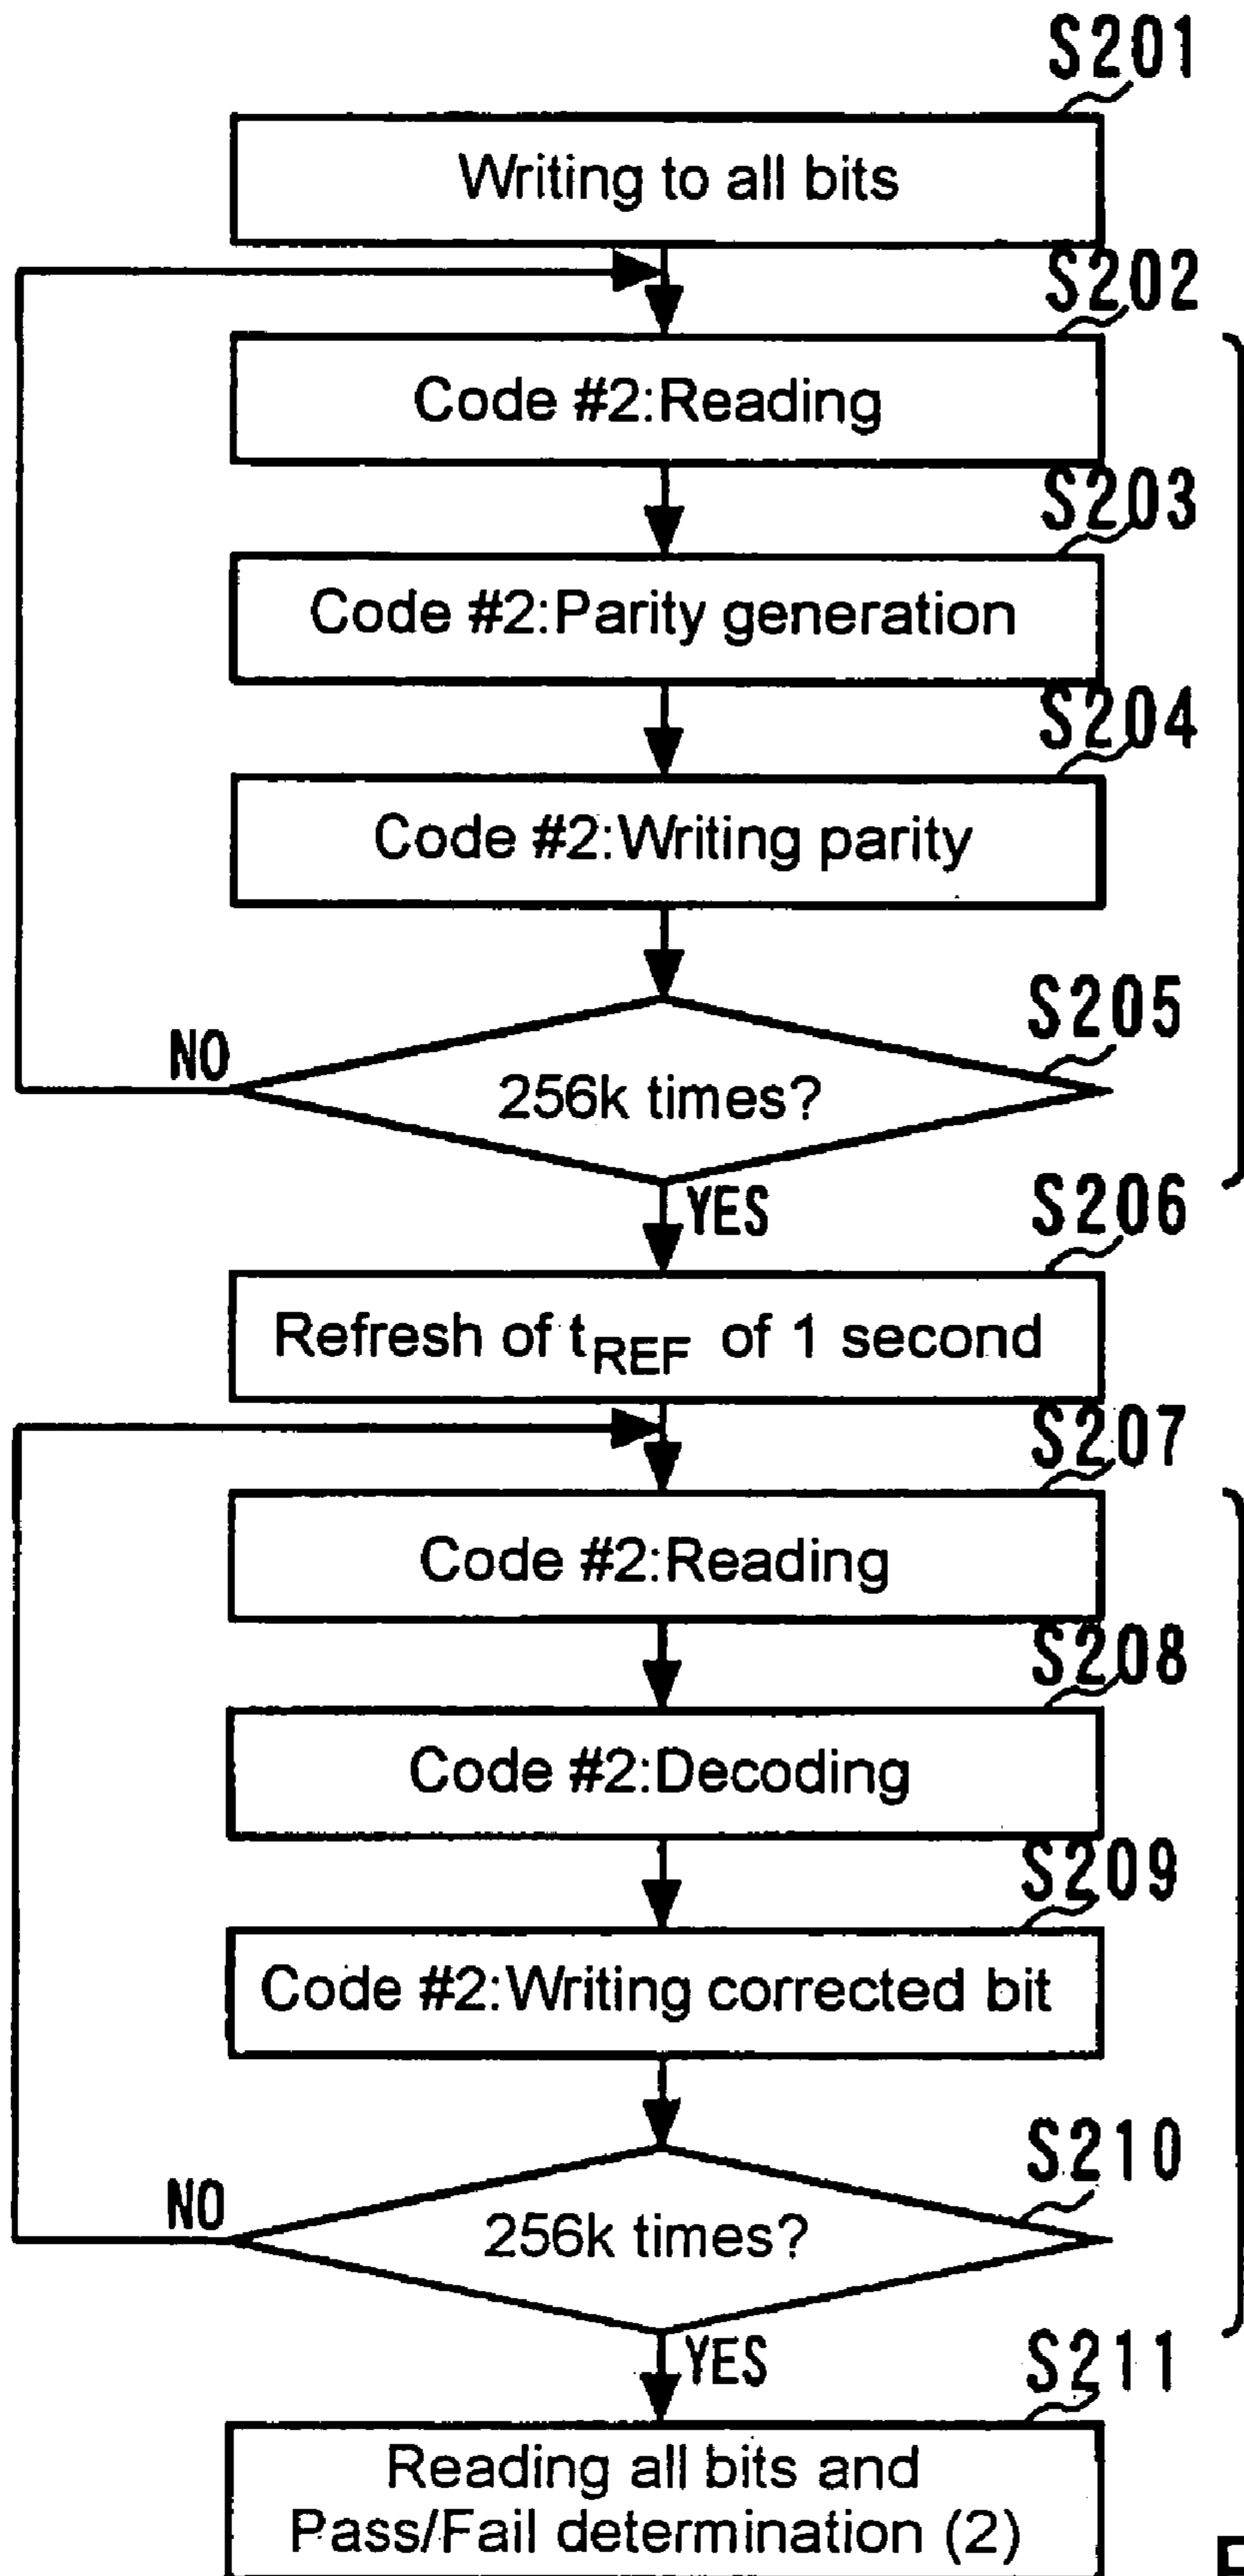 S201
Writing to all bits
S202
Code #2:Reading
S203
Code #2:Parity generation
S204
Code #2:Writing parity
S205
NO
256k times?
YES
S206
Refresh of tREF of 1 second
S207
Code #2:Reading
S208
Code #2:Decoding
S209
Code #2:Writing corrected bit
S210
NO
256k times?
YES
S211
Reading all bits and
Pass/Fail determination (2)